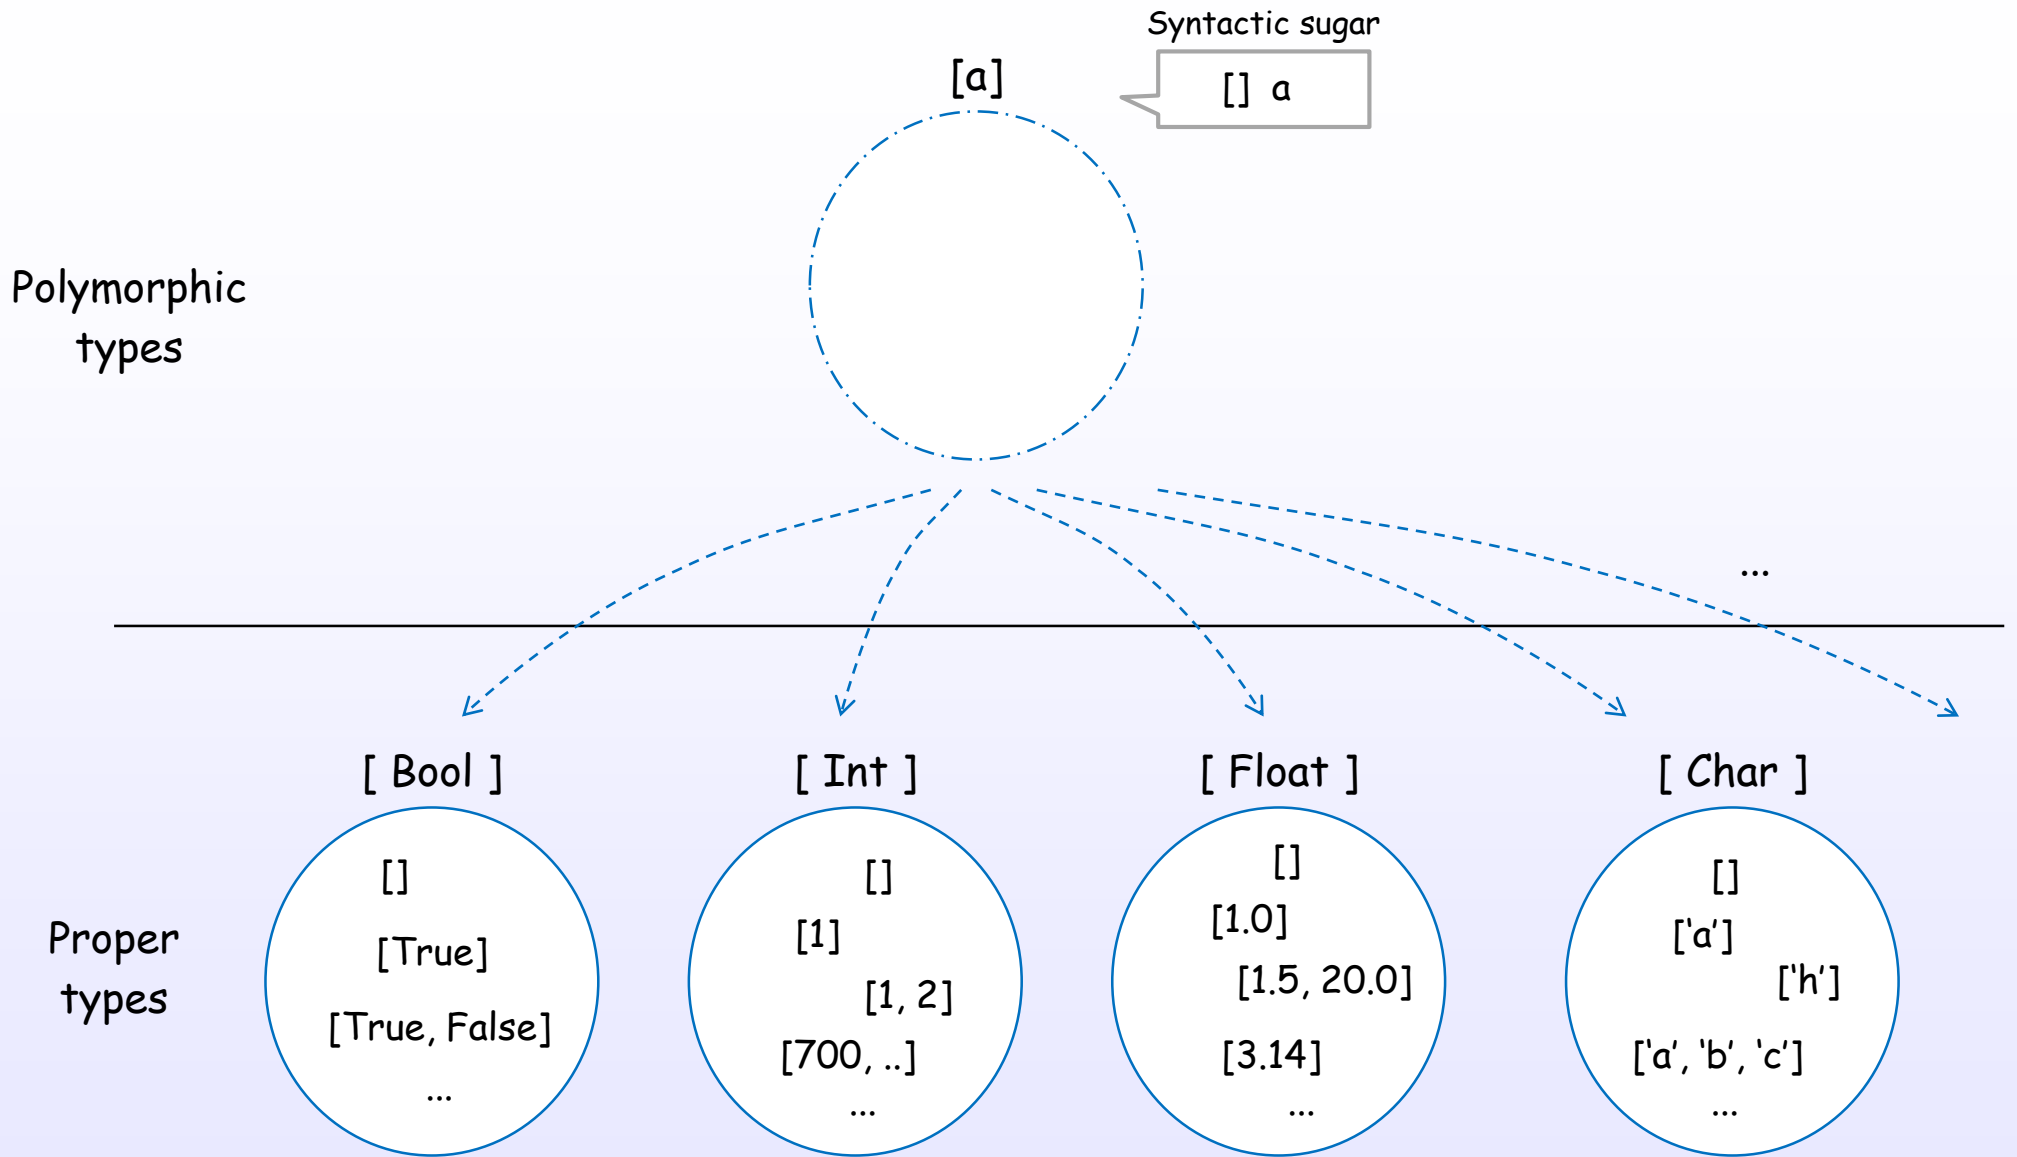 Syntactic sugar
[a]
[] a
Polymorphic
types
...
[ Bool ]
[ Int ]
[ Float ]
[ Char ]
Proper
types
[]
[True]
[True, False]
...
[]
[1]
[1, 2]
[700, ..]
...
[]
[1.0]
[1.5, 20.0]
[3.14]
...
[]
[‘a’]
[‘h’]
[‘a’, ‘b’, ‘c’]
...